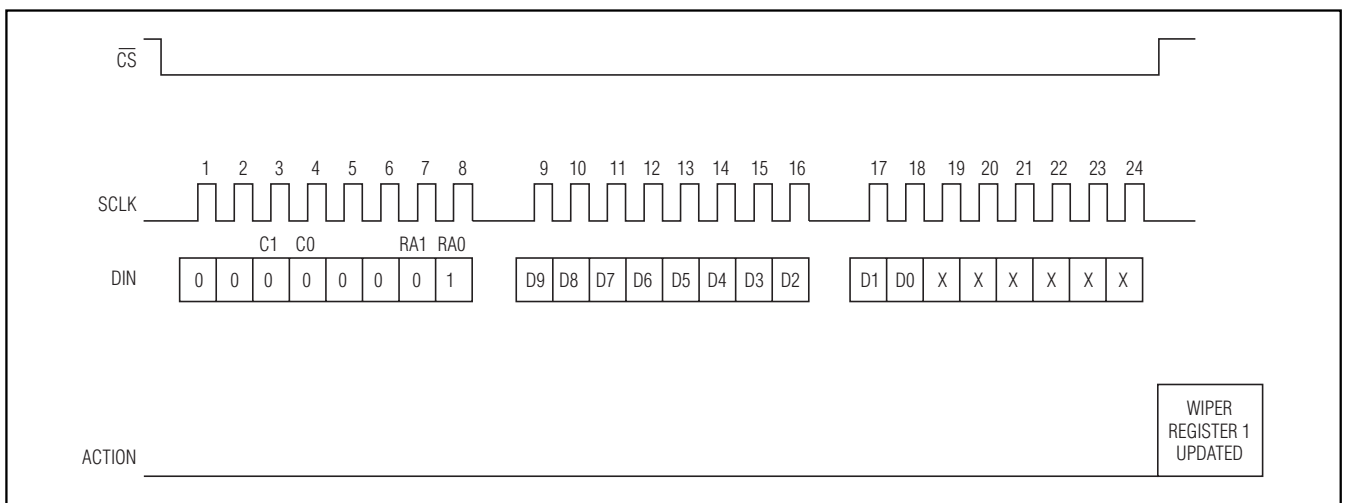 C̅S̅
1 2 3 4 5 6 7 8 9 10 11 12 13 14 15 16 17 18 19 20 21 22 23 24
SCLK
C1 C0 RA1 RA0
DIN 0 0 0 0 0 0 0 1 D9 D8 D7 D6 D5 D4 D3 D2 D1 D0 X X X X X X
WIPER
REGISTER 1
UPDATED
ACTION